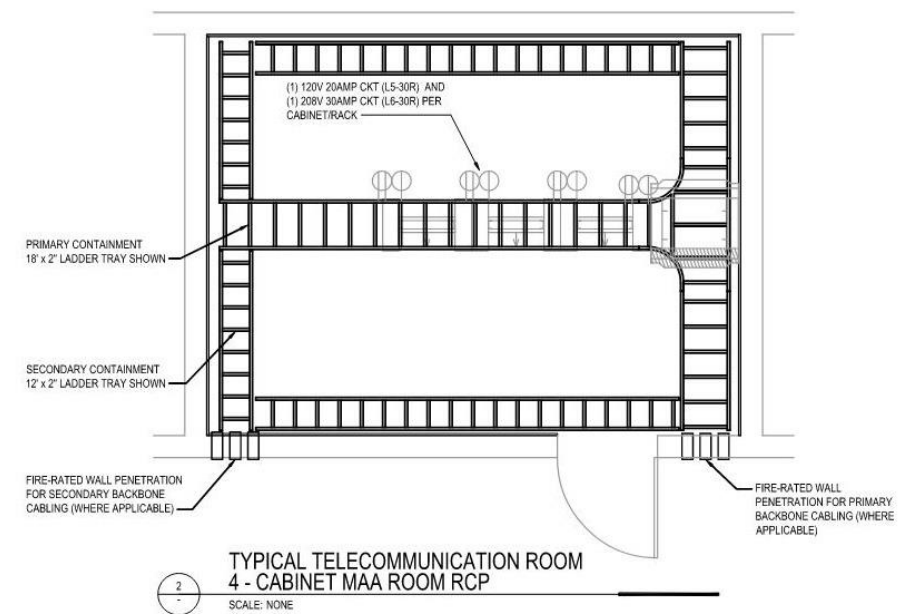 (1) 120V 20AMP CKT (L5-30R) AND
(1) 208V 30AMP CKT (L6-30R) PER
CABINET/RACK
PRIMARY CONTAINMENT
18' x 2" LADDER TRAY SHOWN
SECONDARY CONTAINMENT
12' x 2" LADDER TRAY SHOWN
FIRE-RATED WALL PENETRATION
FOR SECONDARY BACKBONE
CABLING (WHERE APPLICABLE)
FIRE-RATED WALL
PENETRATION FOR PRIMARY
BACKBONE CABLING (WHERE
APPLICABLE)
TYPICAL TELECOMMUNICATION ROOM
4 - CABINET MAA ROOM RCP
2
-
SCALE: NONE